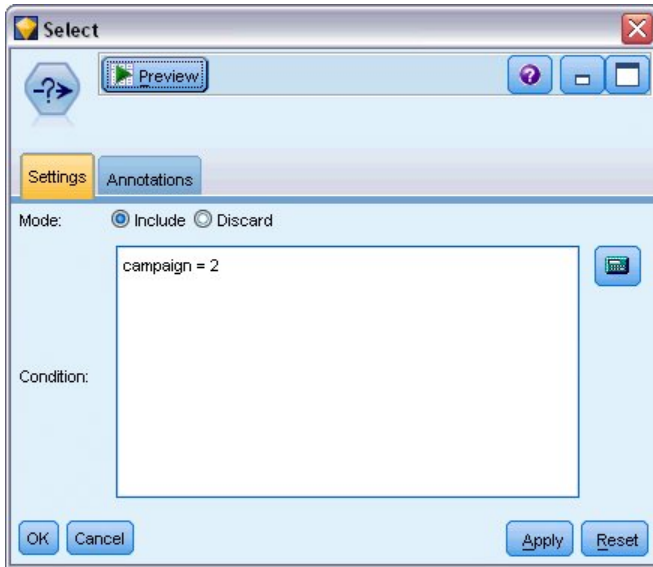 Select
Preview
Settings Annotations
Mode: Include Discard
campaign = 2
Condition:
OK Cancel Apply Reset